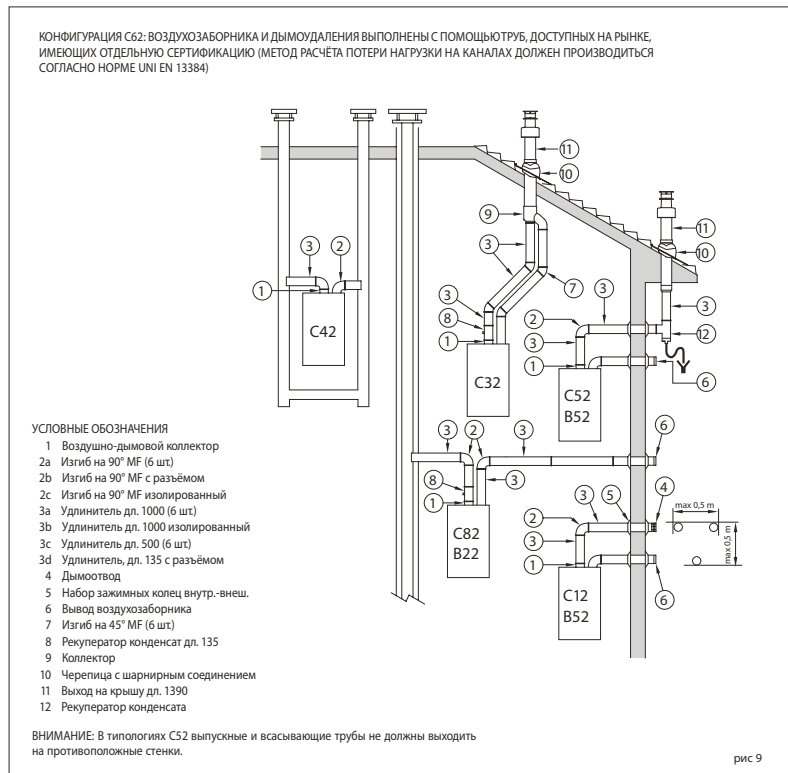 КОНФИГУРАЦИЯ C62: ВОЗДУХОЗАБОРНИКА И ДЫМОУДАЛЕНИЯ ВЫПОЛНЕНЫ С ПОМОЩЬЮ ТРУБ, ДОСТУПНЫХ НА РЫНКЕ,
ИМЕЮЩИХ ОТДЕЛЬНУЮ СЕРТИФИКАЦИЮ (МЕТОД РАСЧЁТА ПОТЕРИ НАГРУЗКИ НА КАНАЛАХ ДОЛЖЕН ПРОИЗВОДИТЬСЯ
СОГЛАСНО НОРМЕ UNI EN 13384)
11
10
11
9
10
3
3
2
3
7
3
3
1
8
2
12
C42
1
3
C32
1
C52
B52
6
3
2
3
6
8
3
1
C82
B22
3
5
4
2
3
1
C12
B52
6
max 0,5 m
max 0,5 m
УСЛОВНЫЕ ОБОЗНАЧЕНИЯ
1 Воздушно-дымовой коллектор
2a Изгиб на 90° MF (6 шт.)
2b Изгиб на 90° MF с разъёмом
2c Изгиб на 90° MF изолированный
3a Удлинитель дл. 1000 (6 шт.)
3b Удлинитель дл. 1000 изолированный
3c Удлинитель дл. 500 (6 шт.)
3d Удлинитель, дл. 135 с разъёмом
4 Дымоотвод
5 Набор зажимных колец внутр.-внеш.
6 Вывод воздухозаборника
7 Изгиб на 45° MF (6 шт.)
8 Рекуператор конденсат дл. 135
9 Коллектор
10 Черепица с шарнирным соединением
11 Выход на крышу дл. 1390
12 Рекуператор конденсата
ВНИМАНИЕ: В типологиях C52 выпускные и всасывающие трубы не должны выходить
на противоположные стенки.
рис 9